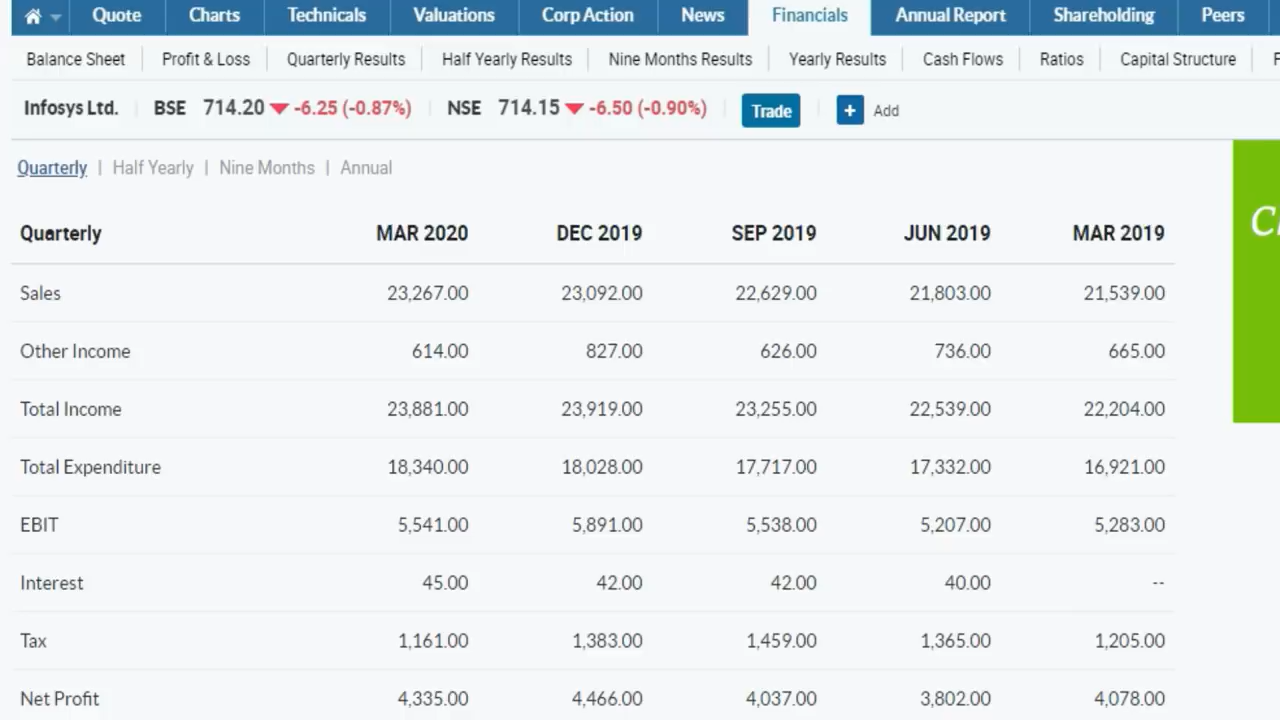 Quote Charts Technicals Valuations Corp Action News Financials Annual Report Shareholding Peers
Balance Sheet Profit & Loss Quarterly Results Half Yearly Results Nine Months Results Yearly Results Cash Flows Ratios Capital Structure
Infosys Ltd. BSE 714.20 -6.25 (-0.87%) NSE 714.15 -6.50 (-0.90%) Trade + Add
Quarterly | Half Yearly | Nine Months | Annual
Quarterly MAR 2020 DEC 2019 SEP 2019 JUN 2019 MAR 2019
Sales 23,267.00 23,092.00 22,629.00 21,803.00 21,539.00
Other Income 614.00 827.00 626.00 736.00 665.00
Total Income 23,881.00 23,919.00 23,255.00 22,539.00 22,204.00
Total Expenditure 18,340.00 18,028.00 17,717.00 17,332.00 16,921.00
EBIT 5,541.00 5,891.00 5,538.00 5,207.00 5,283.00
Interest 45.00 42.00 42.00 40.00 --
Tax 1,161.00 1,383.00 1,459.00 1,365.00 1,205.00
Net Profit 4,335.00 4,466.00 4,037.00 3,802.00 4,078.00